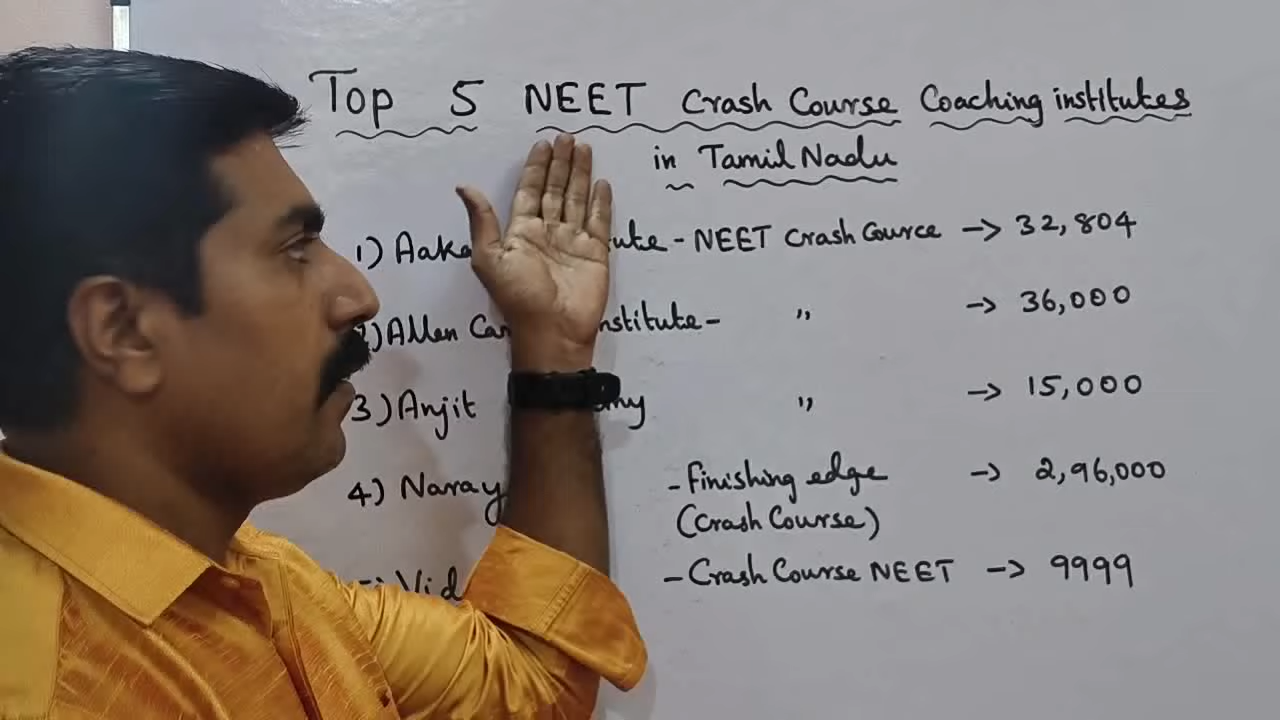 Top 5 NEET Crash Course Coaching institutes
in Tamil Nadu
1) Aaka ute - NEET Crash Cource -> 32,804
2) Allen Ca nstitute - " -> 36,000
3) Anjit my " -> 15,000
4) Naray - Finishing edge -> 2,96,000
(Crash Course)
Vid - Crash Course NEET -> 9999